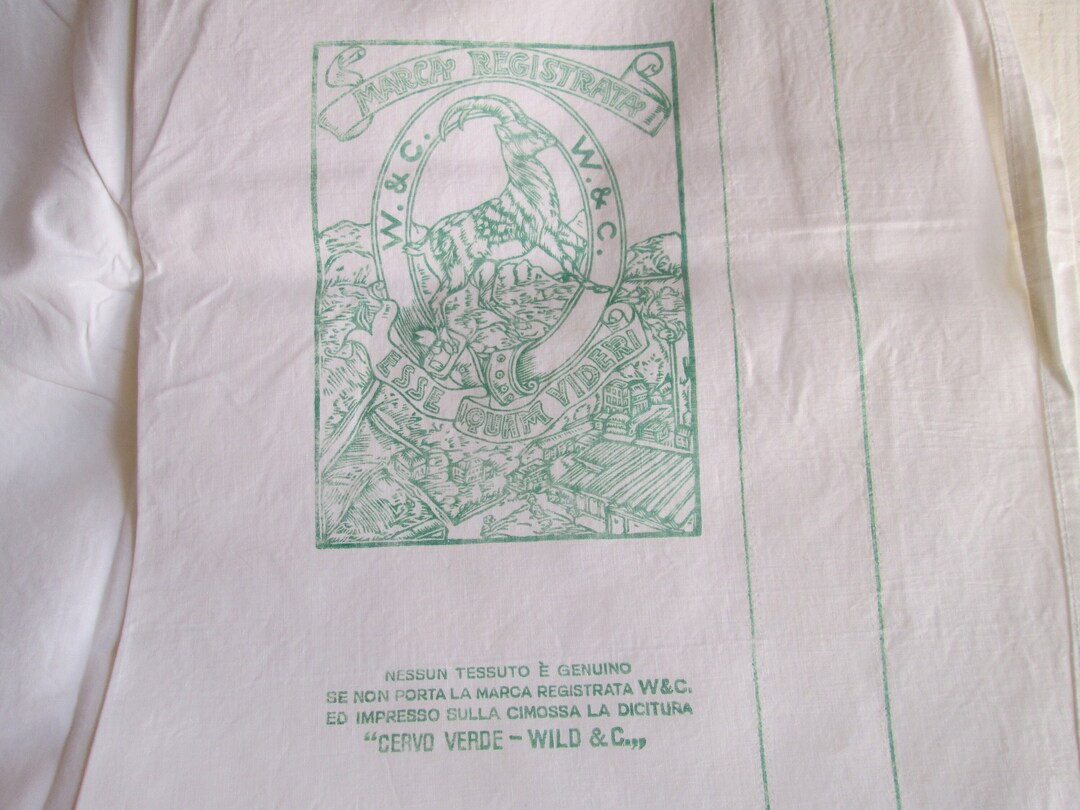 MARCA REGISTRATA
W. & C.
W. & C.
ESSE QUAM VIDERI
NESSUN TESSUTO È GENUINO
SE NON PORTA LA MARCA REGISTRATA W&C.
ED IMPRESSO SULLA CIMOSSA LA DICITURA
“CERVO VERDE – WILD & C.„